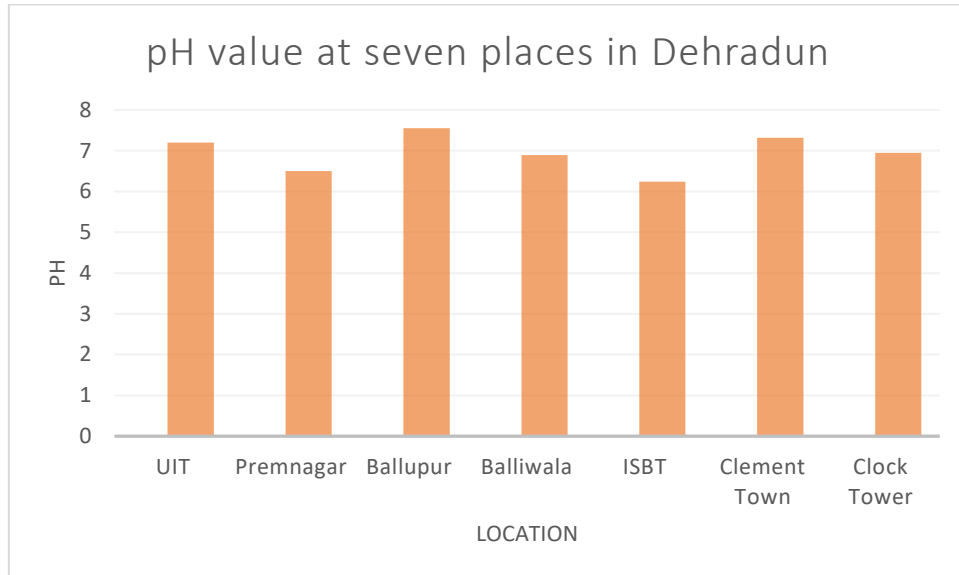 pH value at seven places in Dehradun
8
7
6
5
4
3
2
1
0
PH
UIT Premnagar Ballupur Balliwala ISBT Clement Clock
Town Tower
LOCATION